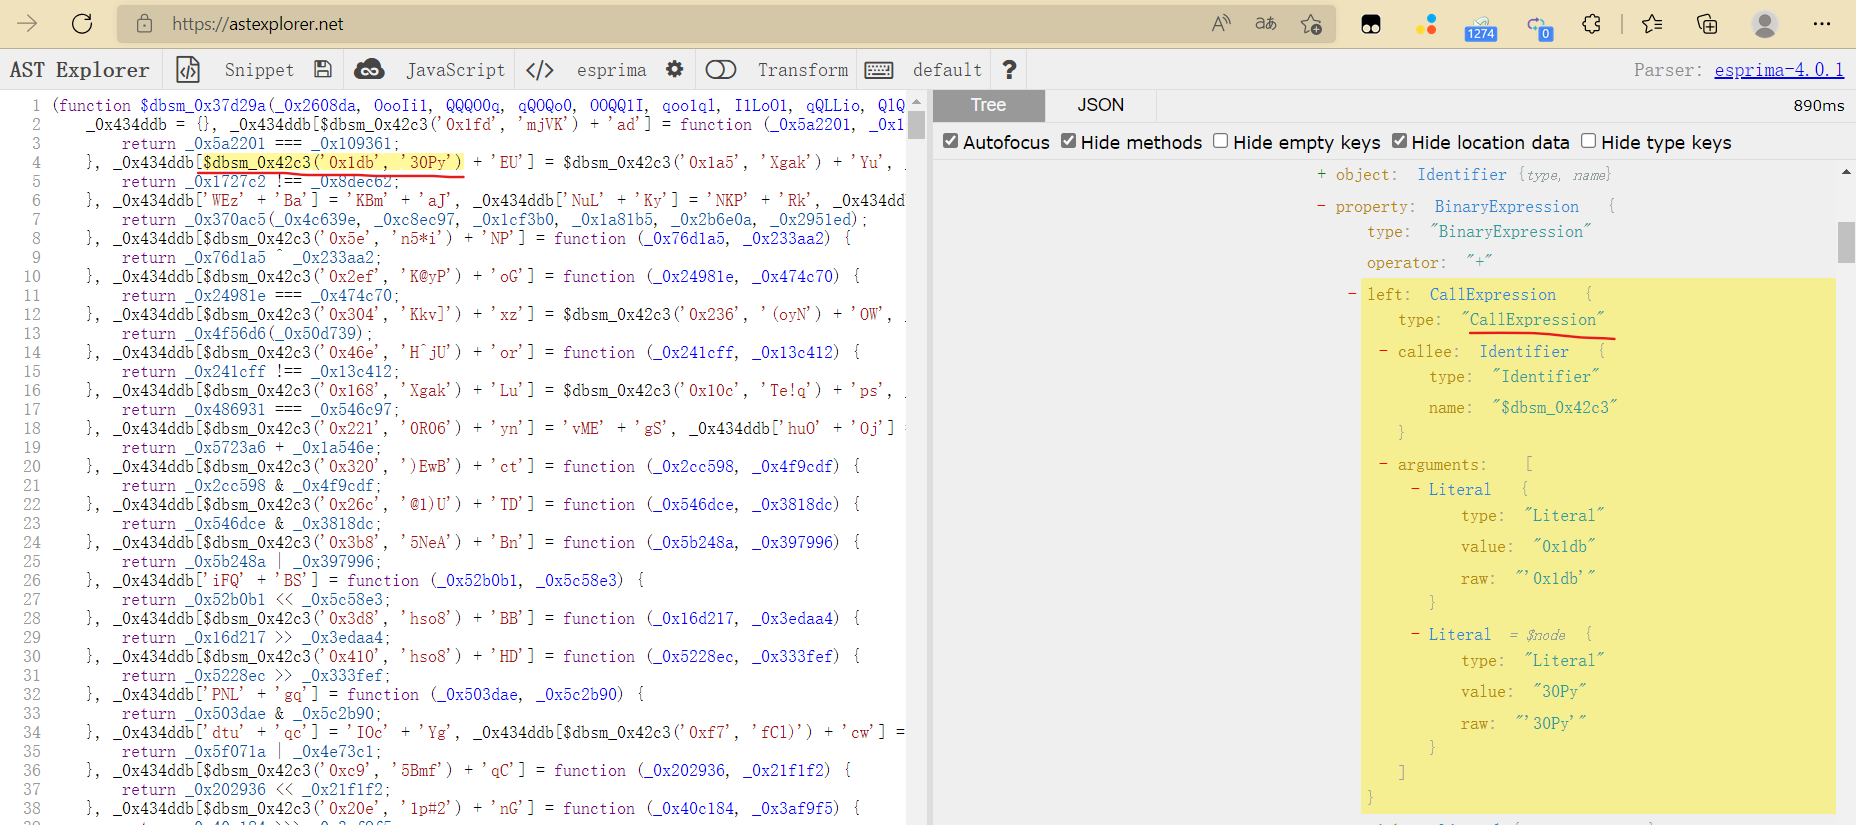 https://astexplorer.net
1274
0
AST Explorer Snippet JavaScript </> esprima Transform default ? Parser: esprima-4.0.1
Tree JSON 890ms
Autofocus Hide methods Hide empty keys Hide location data Hide type keys
1 (function $dbsm_0x37d29a(_0x2608da, OooIi1, QQQO0q, qQOQo0, OOQQ1I, qoo1q1, I1LoO1, qQLLio, QlQ
2 _0x434ddb = {}, _0x434ddb[$dbsm_0x42c3('0x1fd', 'mjVK') + 'ad'] = function (_0x5a2201, _0x1
3 return _0x5a2201 === _0x109361;
4 }, _0x434ddb[$dbsm_0x42c3('0x1db', '30Py') + 'EU'] = $dbsm_0x42c3('0x1a5', 'Xgak') + 'Yu',
5 return _0x1727c2 !== _0x8dec62;
6 }, _0x434ddb['WEz' + 'Ba'] = 'KBm' + 'aJ', _0x434ddb['NuL' + 'Ky'] = 'NKP' + 'Rk', _0x434dd
7 return _0x370ac5(_0x4c639e, _0xc8ec97, _0x1cf3b0, _0x1a81b5, _0x2b6e0a, _0x2951ed);
8 }, _0x434ddb[$dbsm_0x42c3('0x5e', 'n5*i') + 'NP'] = function (_0x76d1a5, _0x233aa2) {
9 return _0x76d1a5 ^ _0x233aa2;
10 }, _0x434ddb[$dbsm_0x42c3('0x2ef', 'K@yP') + 'oG'] = function (_0x24981e, _0x474c70) {
11 return _0x24981e === _0x474c70;
12 }, _0x434ddb[$dbsm_0x42c3('0x304', 'Kkv]') + 'xz'] = $dbsm_0x42c3('0x236', '(oyN') + 'OW',
13 return _0x4f56d6(_0x50d739);
14 }, _0x434ddb[$dbsm_0x42c3('0x46e', 'H^jU') + 'or'] = function (_0x241cff, _0x13c412) {
15 return _0x241cff !== _0x13c412;
16 }, _0x434ddb[$dbsm_0x42c3('0x168', 'Xgak') + 'Lu'] = $dbsm_0x42c3('0x10c', 'Te!q') + 'ps',
17 return _0x486931 === _0x546c97;
18 }, _0x434ddb[$dbsm_0x42c3('0x221', 'ORO6') + 'yn'] = 'vME' + 'gS', _0x434ddb['huO' + 'Oj'] =
19 return _0x5723a6 + _0x1a546e;
20 }, _0x434ddb[$dbsm_0x42c3('0x320', ')EwB') + 'ct'] = function (_0x2cc598, _0x4f9cdf) {
21 return _0x2cc598 & _0x4f9cdf;
22 }, _0x434ddb[$dbsm_0x42c3('0x26c', '@1)U') + 'TD'] = function (_0x546dce, _0x3818dc) {
23 return _0x546dce & _0x3818dc;
24 }, _0x434ddb[$dbsm_0x42c3('0x3b8', '5NeA') + 'Bn'] = function (_0x5b248a, _0x397996) {
25 return _0x5b248a | _0x397996;
26 }, _0x434ddb['iFQ' + 'BS'] = function (_0x52b0b1, _0x5c58e3) {
27 return _0x52b0b1 << _0x5c58e3;
28 }, _0x434ddb[$dbsm_0x42c3('0x3d8', 'hso8') + 'BB'] = function (_0x16d217, _0x3edaa4) {
29 return _0x16d217 >> _0x3edaa4;
30 }, _0x434ddb[$dbsm_0x42c3('0x410', 'hso8') + 'HD'] = function (_0x5228ec, _0x333fef) {
31 return _0x5228ec >> _0x333fef;
32 }, _0x434ddb['PNL' + 'gq'] = function (_0x503dae, _0x5c2b90) {
33 return _0x503dae & _0x5c2b90;
34 }, _0x434ddb['dtu' + 'qc'] = 'IOc' + 'Yg', _0x434ddb[$dbsm_0x42c3('0xf7', 'fCl)') + 'cw'] =
35 return _0x5f071a | _0x4e73c1;
36 }, _0x434ddb[$dbsm_0x42c3('0xc9', '5Bmf') + 'qC'] = function (_0x202936, _0x21f1f2) {
37 return _0x202936 << _0x21f1f2;
38 }, _0x434ddb[$dbsm_0x42c3('0x20e', '1p#2') + 'nG'] = function (_0x40c184, _0x3af9f5) {
+ object: Identifier {type, name}
- property: BinaryExpression {
type: "BinaryExpression"
operator: "+"
- left: CallExpression {
type: "CallExpression"
- callee: Identifier {
type: "Identifier"
name: "$dbsm_0x42c3"
}
- arguments: [
- Literal {
type: "Literal"
value: "0x1db"
raw: "'0x1db'"
}
- Literal = $node {
type: "Literal"
value: "30Py"
raw: "'30Py'"
}
]
}